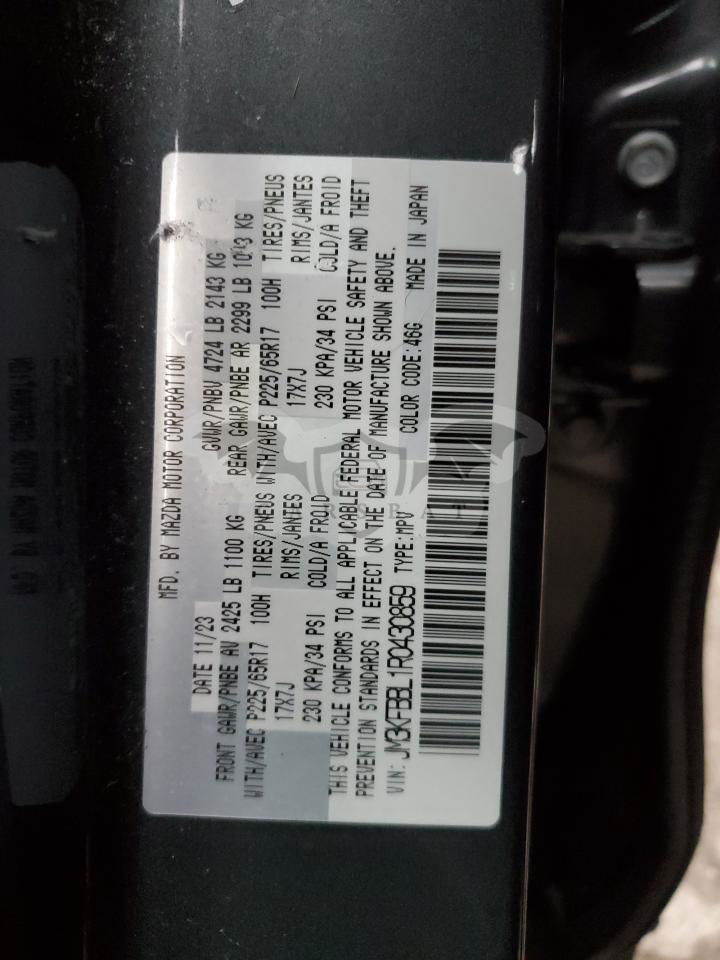 MFD. BY MAZDA MOTOR CORPORATION
DATE 11/23 GVWR/PNBV 4724 LB 2143 KG
FRONT GAWR/PNBE AV 2425 LB 1100 KG REAR GAWR/PNBE AR 2299 LB 1043 KG
WITH/AVEC P225/65R17 100H TIRES/PNEUS WITH/AVEC P225/65R17 100H TIRES/PNEUS
17X7J RIMS/JANTES 17X7J RIMS/JANTES
230 KPA/34 PSI COLD/A FROID 230 KPA/34 PSI COLD/A FROID
THIS VEHICLE CONFORMS TO ALL APPLICABLE FEDERAL MOTOR VEHICLE SAFETY AND THEFT
PREVENTION STANDARDS IN EFFECT ON THE DATE OF MANUFACTURE SHOWN ABOVE.
VIN: JM3KFBBL1R0430859 TYPE:MPV COLOR CODE:46G MADE IN JAPAN